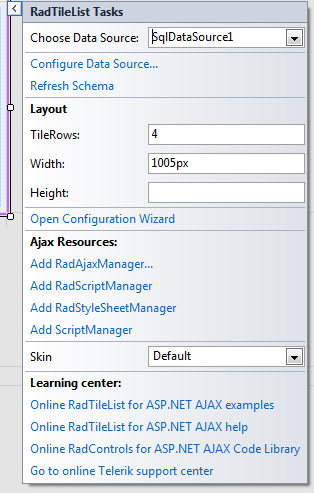 RadTileList Tasks
Choose Data Source: SqlDataSource1
Configure Data Source...
Refresh Schema
Layout
TileRows: 4
Width: 1005px
Height:
Open Configuration Wizard
Ajax Resources:
Add RadAjaxManager...
Add RadScriptManager
Add RadStyleSheetManager
Add ScriptManager
Skin Default
Learning center:
Online RadTileList for ASP.NET AJAX examples
Online RadTileList for ASP.NET AJAX help
Online RadControls for ASP.NET AJAX Code Library
Go to online Telerik support center